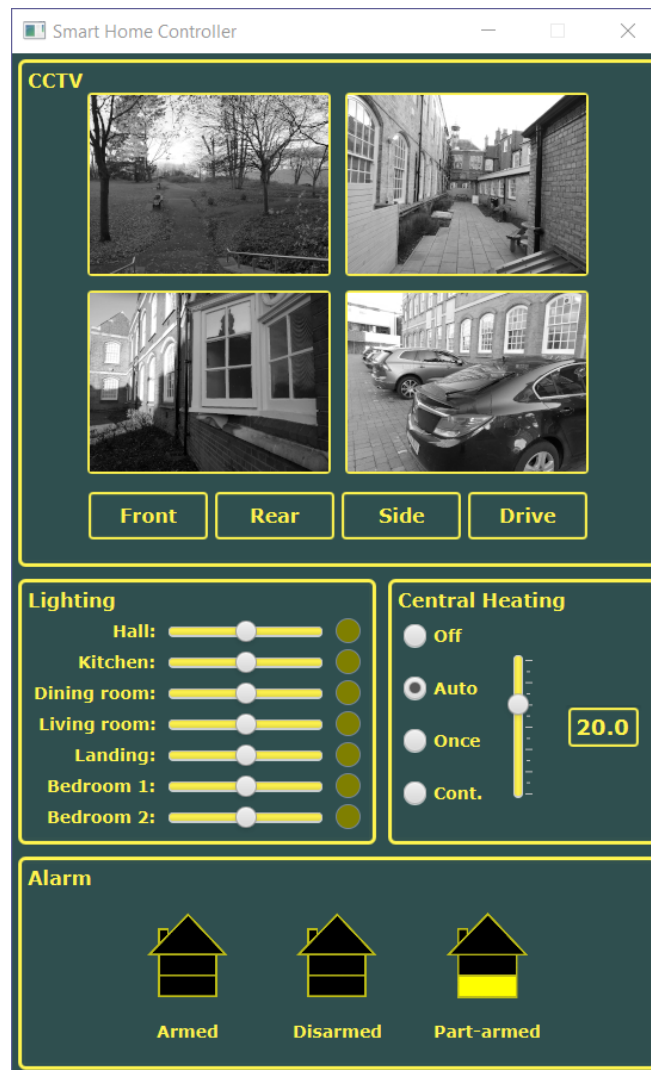 Smart Home Controller
CCTV
Front Rear Side Drive
Lighting
Hall:
Kitchen:
Dining room:
Living room:
Landing:
Bedroom 1:
Bedroom 2:
Central Heating
Off
Auto
Once
Cont.
20.0
Alarm
Armed Disarmed Part-armed